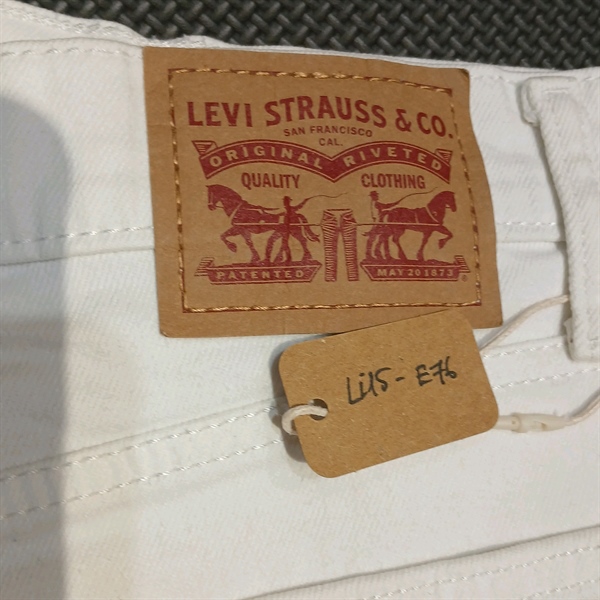 LEVI STRAUSS & CO.
SAN FRANCISCO
CAL.
ORIGINAL RIVETED
QUALITY CLOTHING
PATENTED MAY 20 1873 ®
Li15 - E76